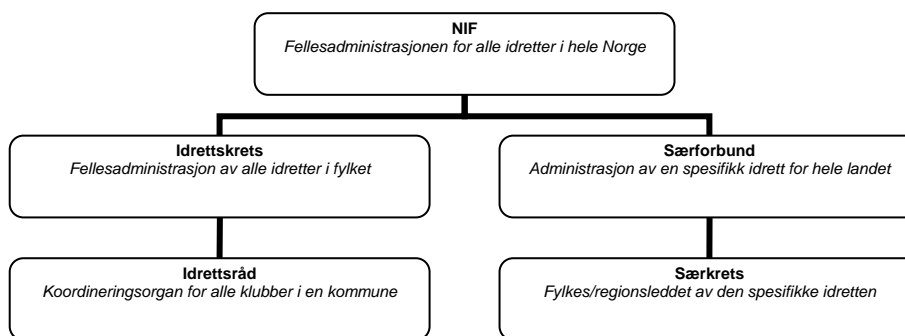 NIF
Fellesadministrasjonen for alle idretter i hele Norge
Idrettskrets
Fellesadministrasjon av alle idretter i fylket
Særforbund
Administrasjon av en spesifikk idrett for hele landet
Idrettsråd
Koordineringsorgan for alle klubber i en kommune
Særkrets
Fylkes/regionsleddet av den spesifikke idretten